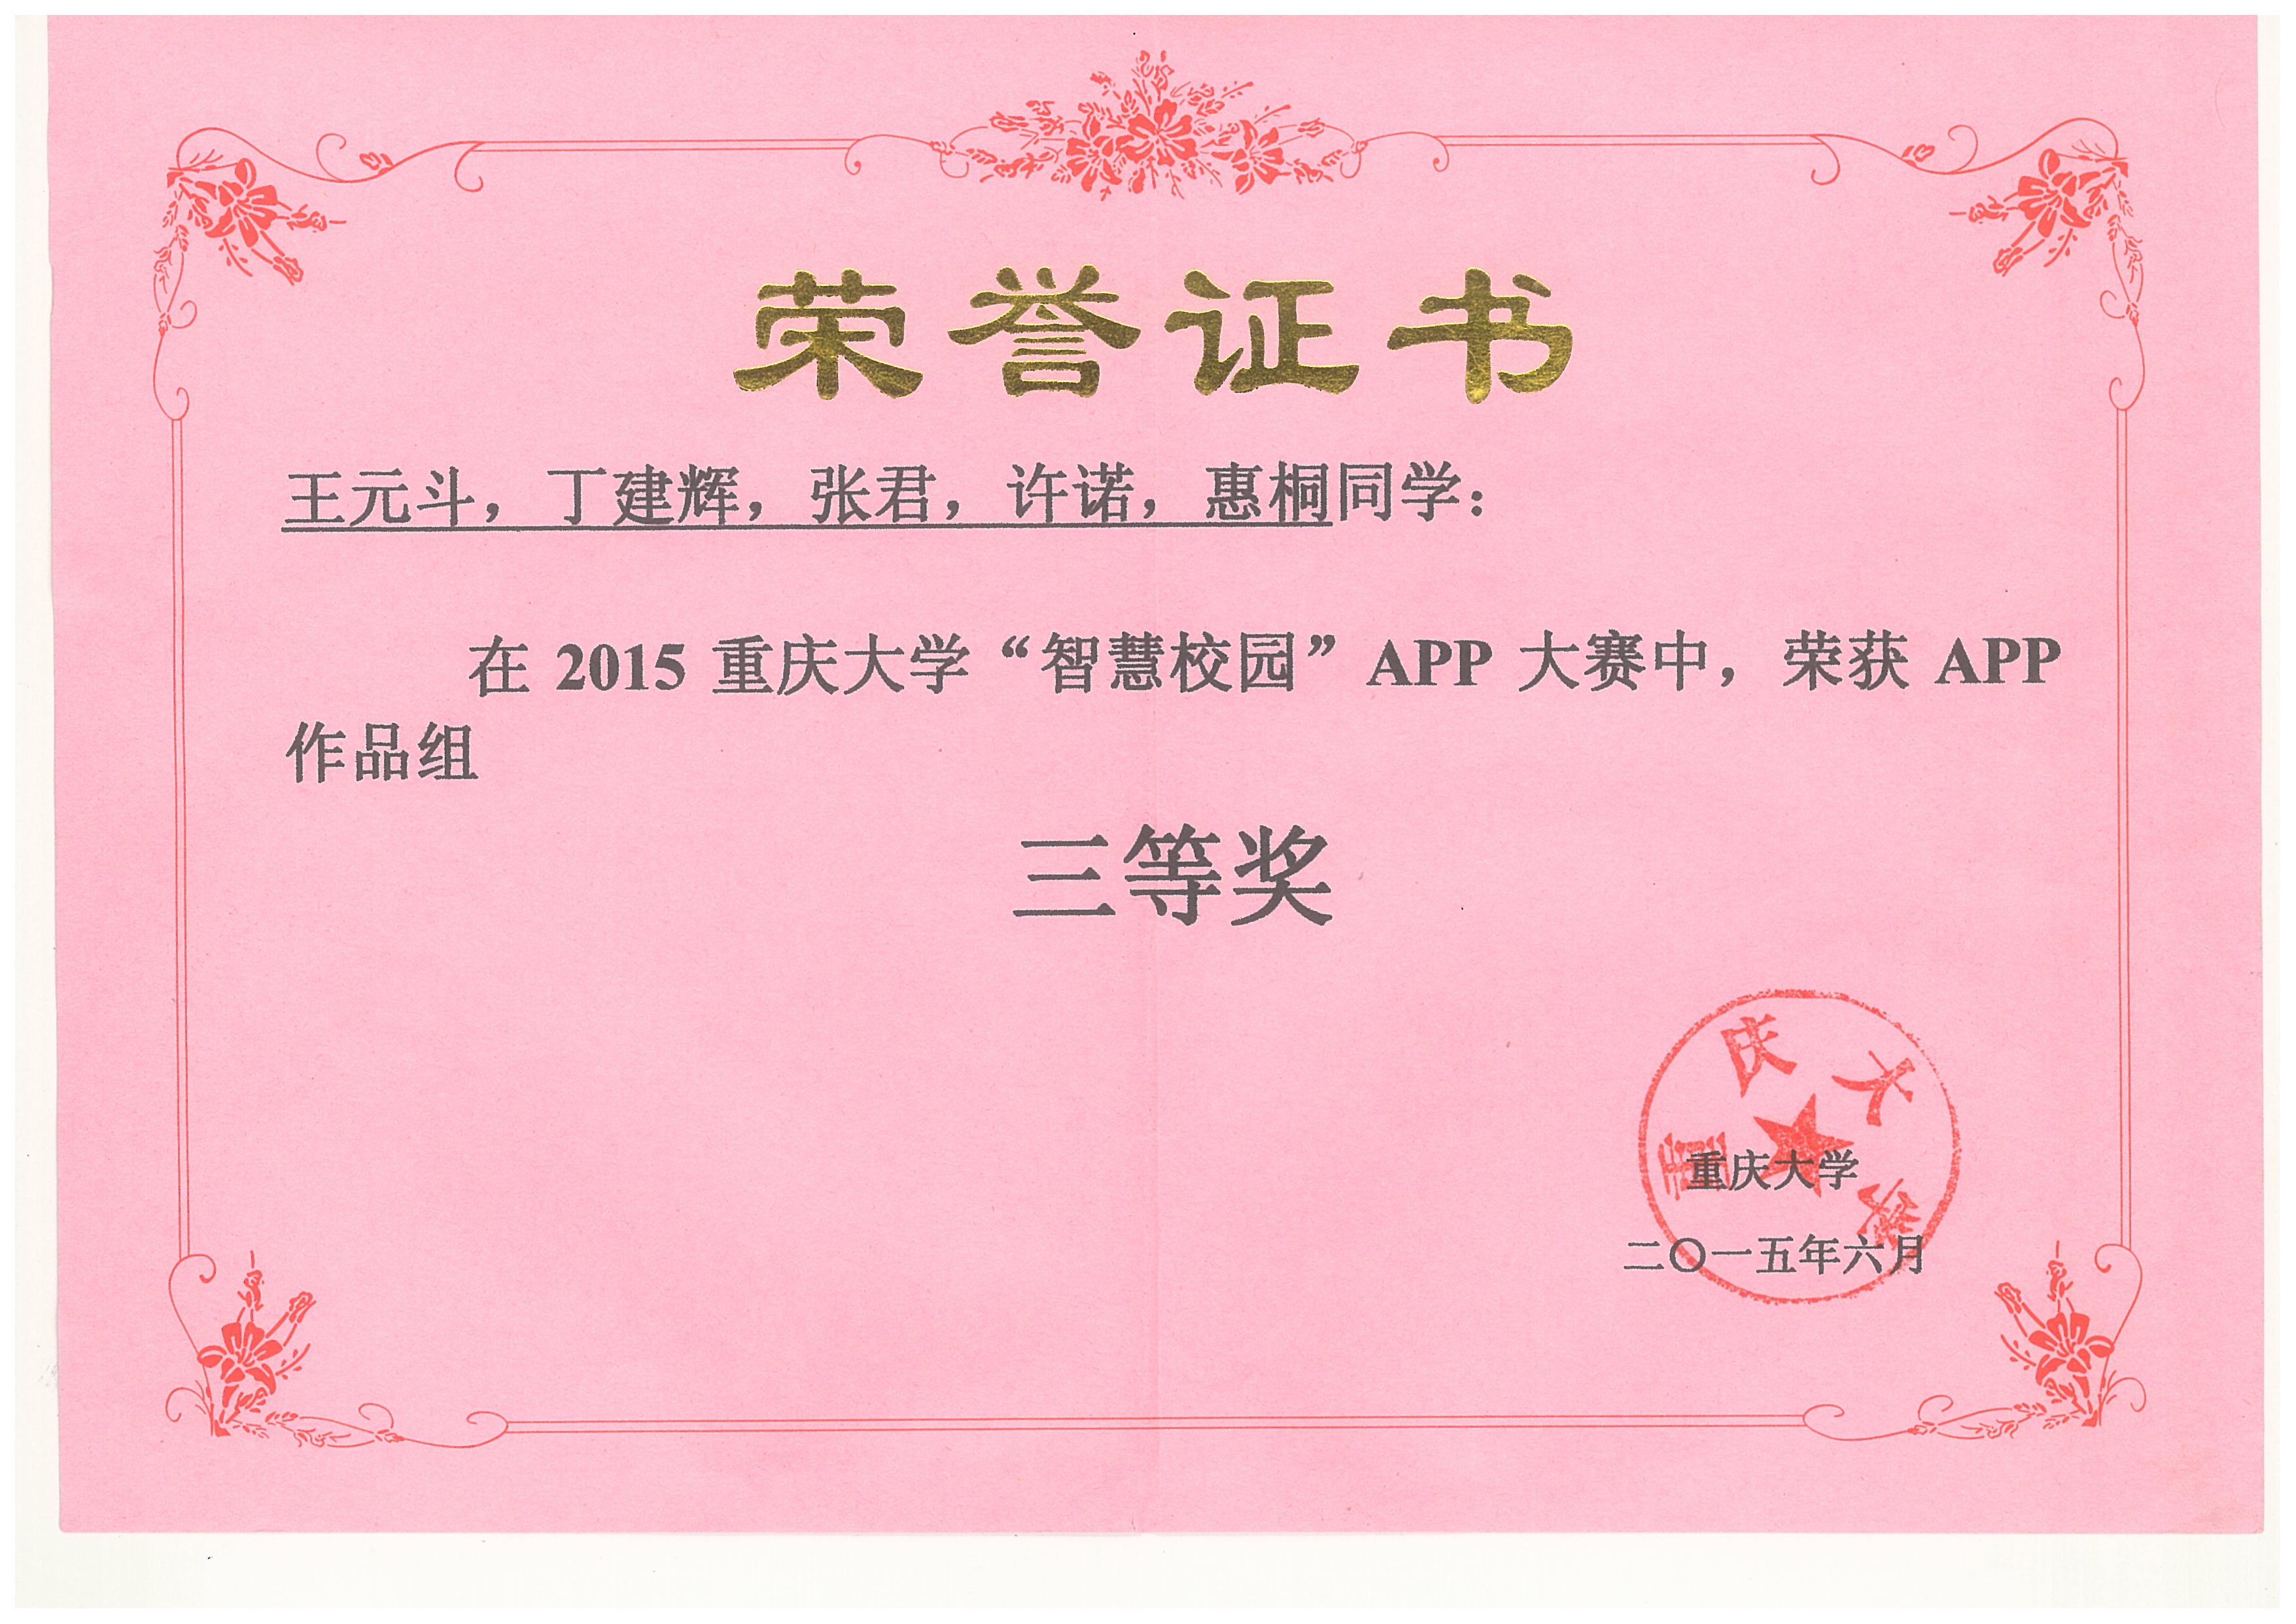 荣誉证书
王元斗，丁建辉，张君，许诺，惠桐同学：
在 2015 重庆大学“智慧校园”APP 大赛中，荣获 APP
作品组
三等奖
重庆大学
重庆大学
二〇一五年六月